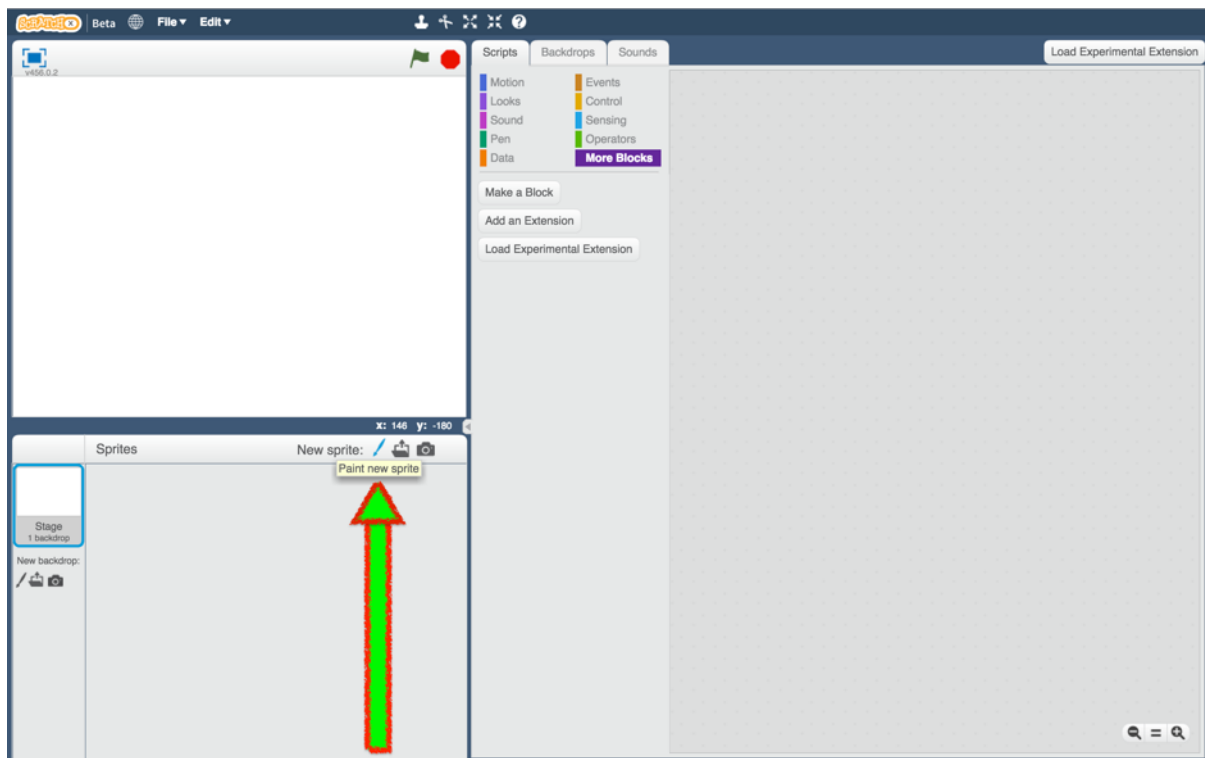 SCRATCHX Beta File Edit
v456.0.2
Scripts Backdrops Sounds
Load Experimental Extension
Motion Events
Looks Control
Sound Sensing
Pen Operators
Data More Blocks
Make a Block
Add an Extension
Load Experimental Extension
x: 146 y: -180
Sprites New sprite:
Paint new sprite
Stage
1 backdrop
New backdrop: